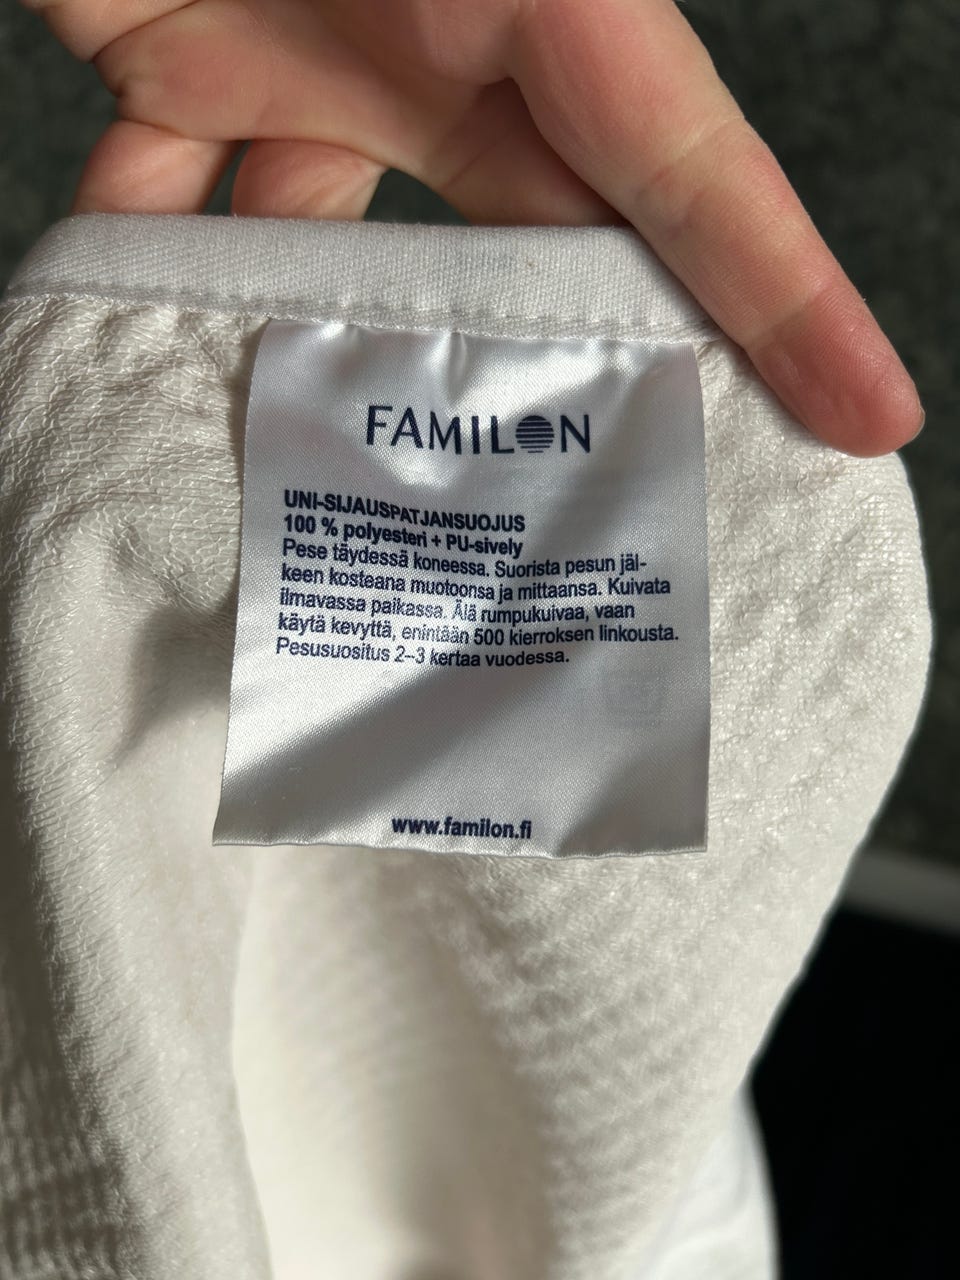 FAMILON
UNI-SIJAUSPATJANSUOJUS
100 % polyesteri + PU-sively
Pese täydessä koneessa. Suorista pesun jäl-
keen kosteana muotoonsa ja mittaansa. Kuivata
ilmavassa paikassa. Älä rumpukuivaa, vaan
käytä kevyttä, enintään 500 kierroksen linkousta.
Pesusuositus 2–3 kertaa vuodessa.
www.familon.fi